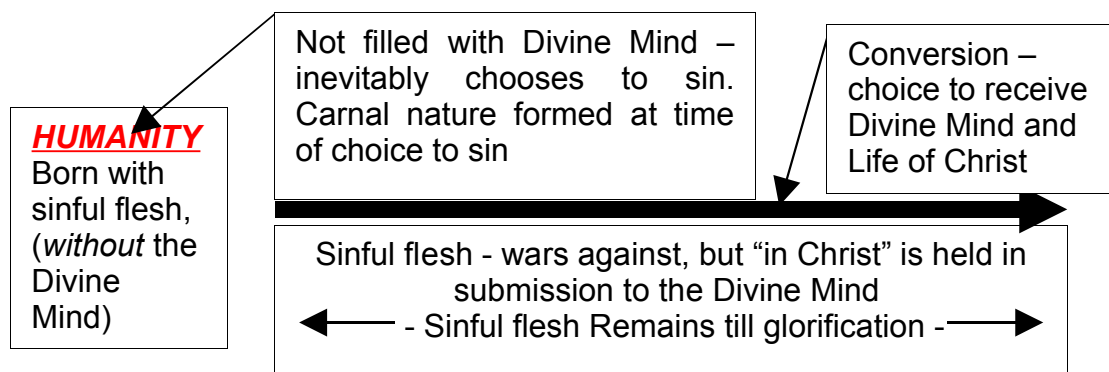 HUMANITY
Born with
sinful flesh,
(without the
Divine
Mind)
Not filled with Divine Mind –
inevitably chooses to sin.
Carnal nature formed at time
of choice to sin
Conversion –
choice to receive
Divine Mind and
Life of Christ
Sinful flesh - wars against, but “in Christ” is held in
submission to the Divine Mind
- Sinful flesh Remains till glorification -